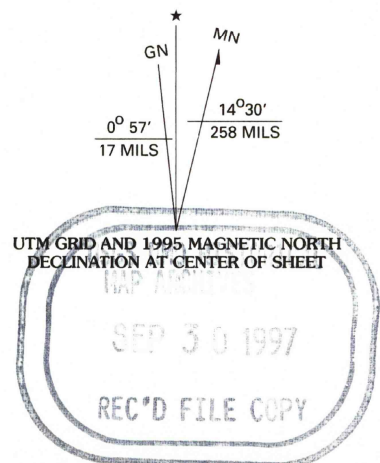 ★
GN
MN
0° 57'
17 MILS
14°30'
258 MILS
UTM GRID AND 1995 MAGNETIC NORTH
DECLINATION AT CENTER OF SHEET
MAP ARCHIVES
SEP 30 1997
REC'D FILE COPY